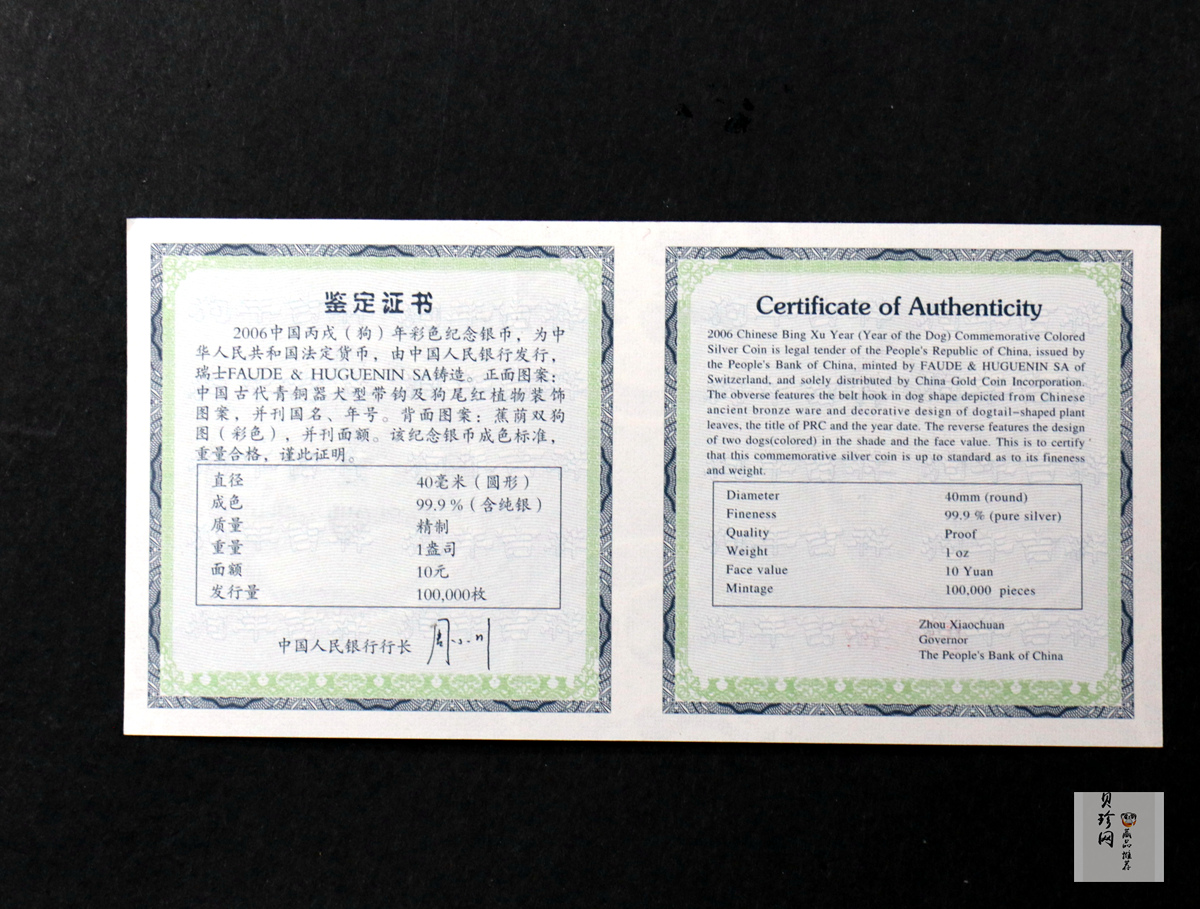 鉴定证书
2006中国丙戌（狗）年彩色纪念银币，为中
华人民共和国法定货币，由中国人民银行发行，
瑞士FAUDE & HUGUENIN SA铸造。正面图案：
中国古代青铜器犬型带钩及狗尾红植物装饰
图案，并刊国名、年号。背面图案：蕉荫双狗
图（彩色），并刊面额。该纪念银币成色标准，
重量合格，谨此证明。
直径 40毫米（圆形）
成色 99.9%（含纯银）
质量 精制
重量 1盎司
面额 10元
发行量 100,000枚
中国人民银行行长 周小川
Certificate of Authenticity
2006 Chinese Bing Xu Year (Year of the Dog) Commemorative Colored
Silver Coin is legal tender of the People's Republic of China, issued by
the People's Bank of China, minted by FAUDE & HUGUENIN SA of
Switzerland, and solely distributed by China Gold Coin Incorporation.
The obverse features the belt hook in dog shape depicted from Chinese
ancient bronze ware and decorative design of dogtail-shaped plant
leaves, the title of PRC and the year date. The reverse features the design
of two dogs(colored) in the shade and the face value. This is to certify
that this commemorative silver coin is up to standard as to its fineness
and weight.
Diameter 40mm (round)
Fineness 99.9 % (pure silver)
Quality Proof
Weight 1 oz
Face value 10 Yuan
Mintage 100,000 pieces
Zhou Xiaochuan
Governor
The People's Bank of China
贝珍网
藏品推荐